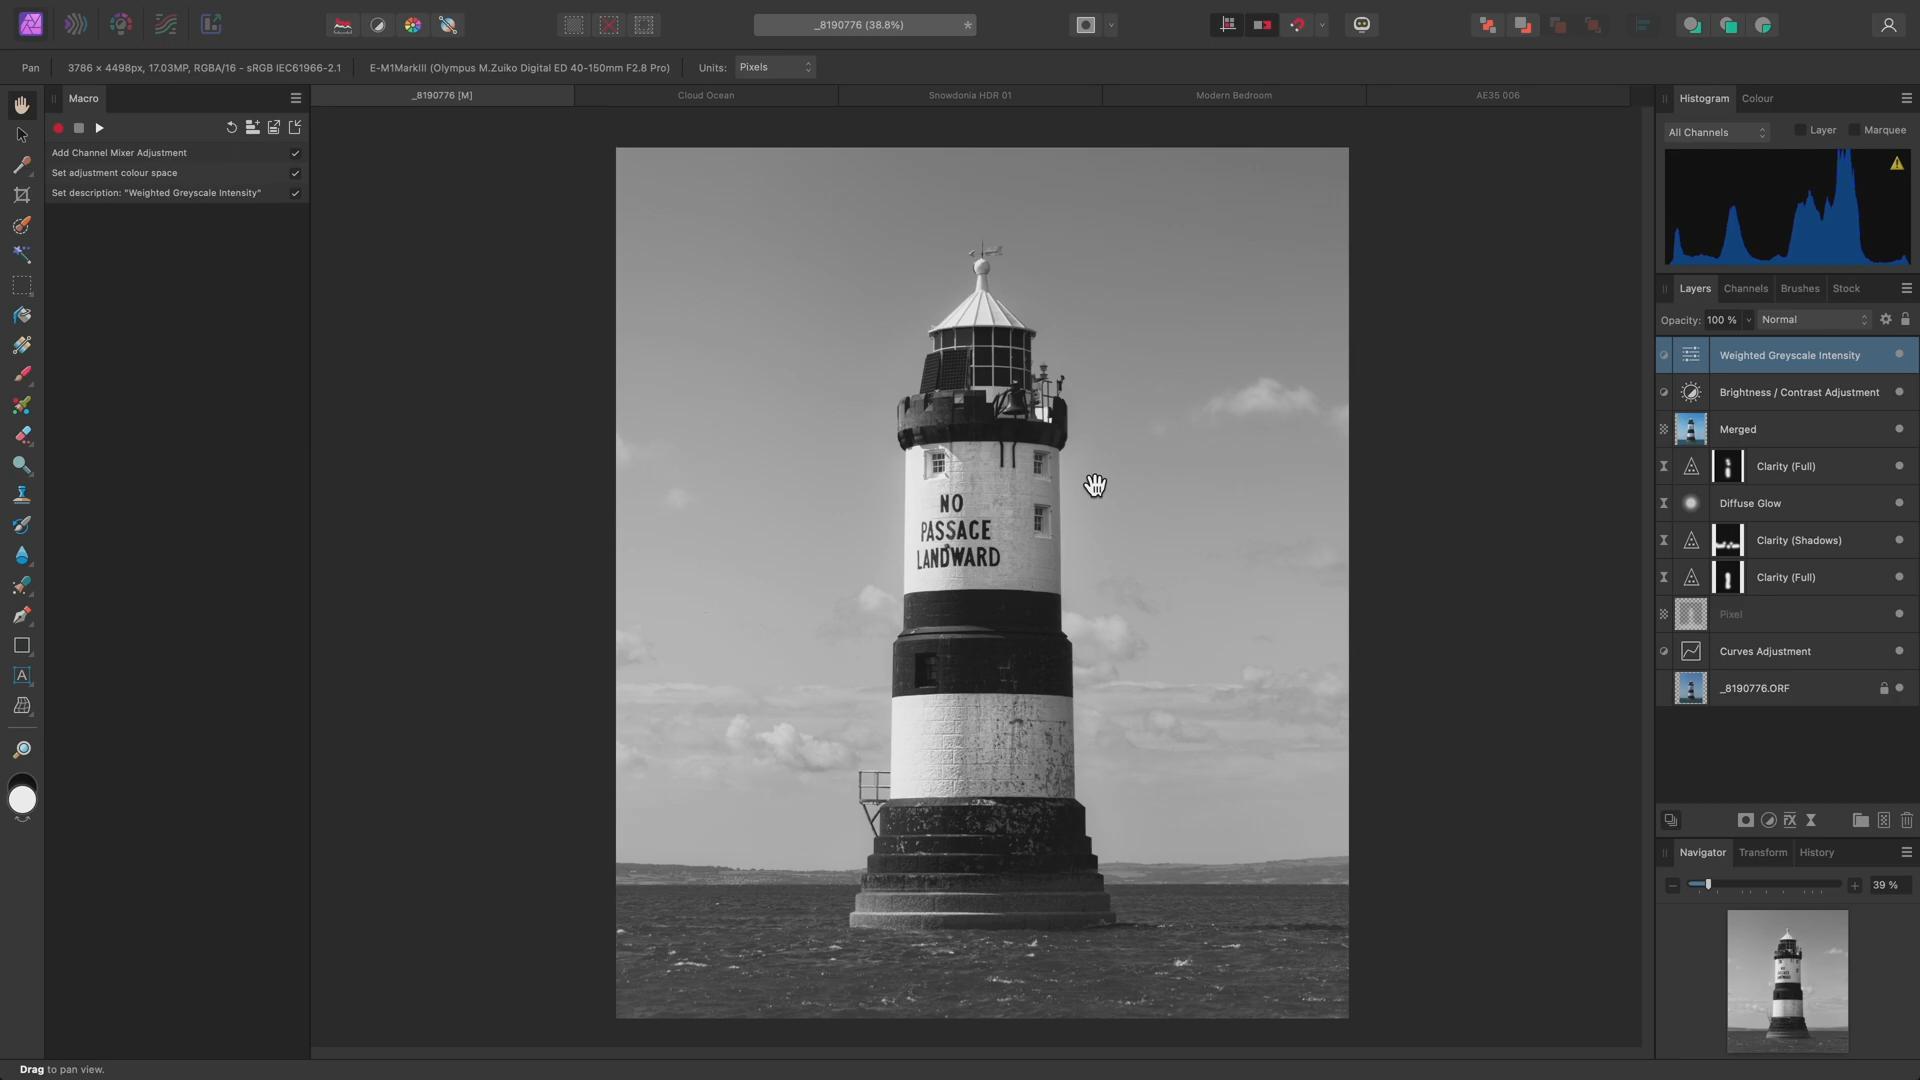 _8190776 (38.8%)
*
Pan
3786 × 4498px, 17.03MP, RGBA/16 - sRGB IEC61966-2.1
E-M1MarkIII (Olympus M.Zuiko Digital ED 40-150mm F2.8 Pro)
Units:
Pixels
Macro
_8190776 [M]
Cloud Ocean
Snowdonia HDR 01
Modern Bedroom
AE35 006
Histogram
Colour
All Channels
Layer
Marquee
Add Channel Mixer Adjustment
Set adjustment colour space
Set description: "Weighted Greyscale Intensity"
Layers
Channels
Brushes
Stock
Opacity:
100 %
Normal
Weighted Greyscale Intensity
Brightness / Contrast Adjustment
Merged
Clarity (Full)
Diffuse Glow
Clarity (Shadows)
Clarity (Full)
Pixel
Curves Adjustment
_8190776.ORF
NO
PASSAGE
LANDWARD
Navigator
Transform
History
39 %
Drag to pan view.